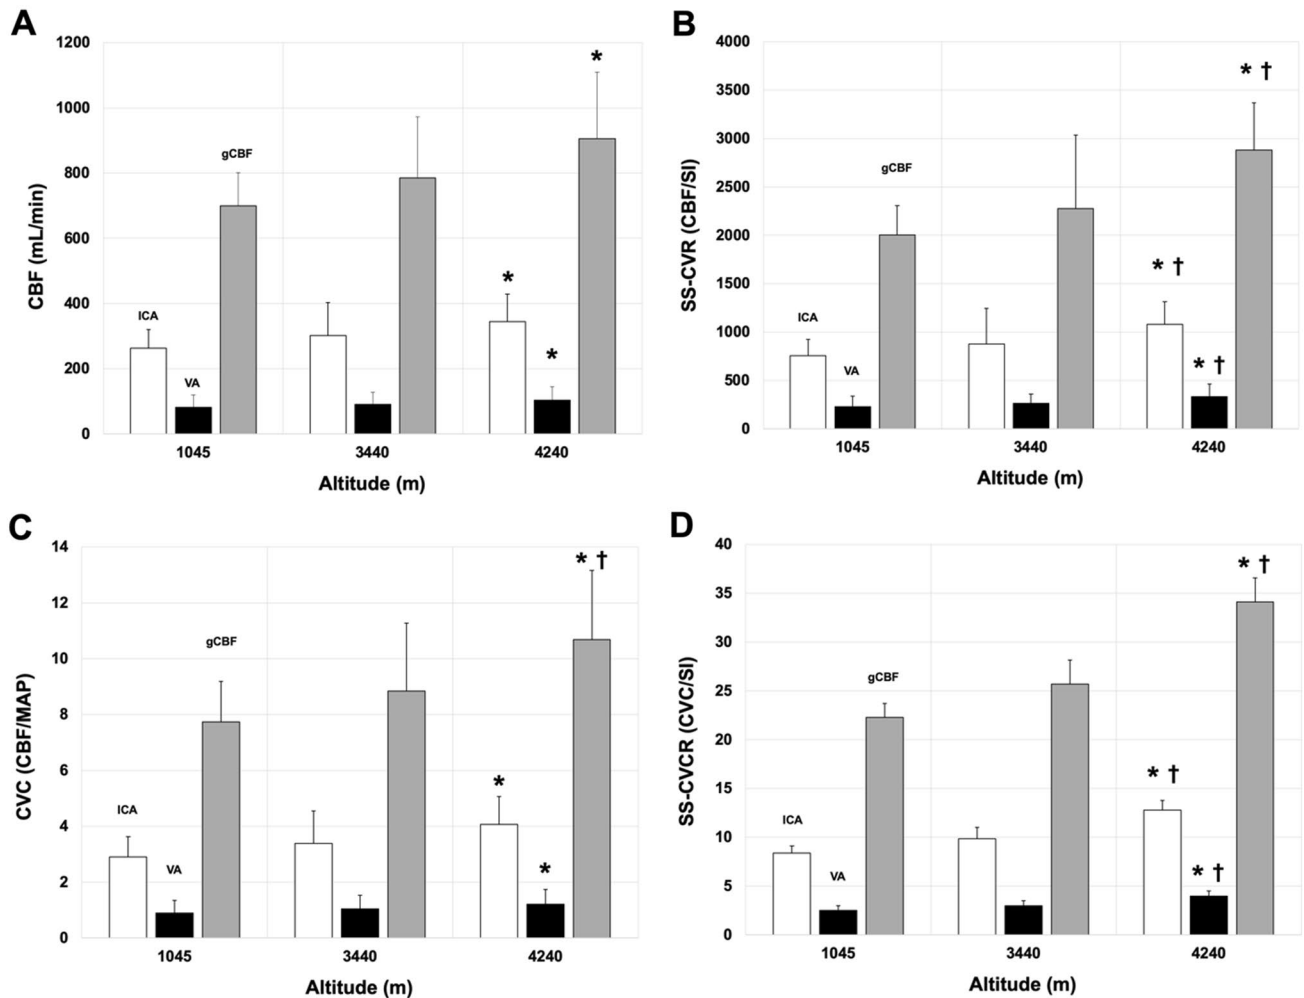 A
CBF (mL/min)
1200
1000
800
600
400
200
0
ICA
VA
gCBF
*
*
*
1045
3440
4240
Altitude (m)
B
SS-CVR (CBF/SI)
4000
3500
3000
2500
2000
1500
1000
500
0
ICA
VA
gCBF
* †
* †
* †
1045
3440
4240
Altitude (m)
C
CVC (CBF/MAP)
14
12
10
8
6
4
2
0
ICA
VA
gCBF
*
*
* †
1045
3440
4240
Altitude (m)
D
SS-CVCR (CVC/SI)
40
35
30
25
20
15
10
5
0
ICA
VA
gCBF
* †
* †
* †
1045
3440
4240
Altitude (m)